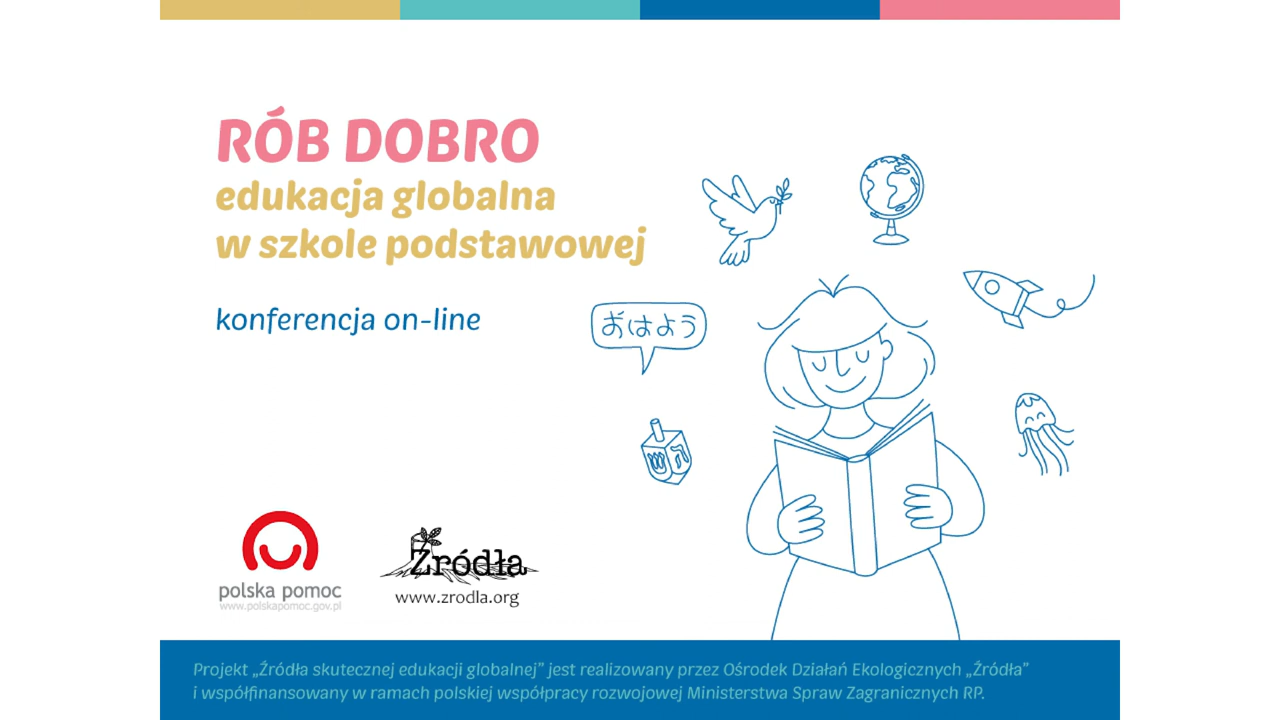 RÓB DOBRO
edukacja globalna
w szkole podstawowej
konferencja on-line
おはよう
polska pomoc
www.polskapomoc.gov.pl
Źródła
www.zrodla.org
Projekt „Źródła skutecznej edukacji globalnej” jest realizowany przez Ośrodek Działań Ekologicznych „Źródła”
i współfinansowany w ramach polskiej współpracy rozwojowej Ministerstwa Spraw Zagranicznych RP.